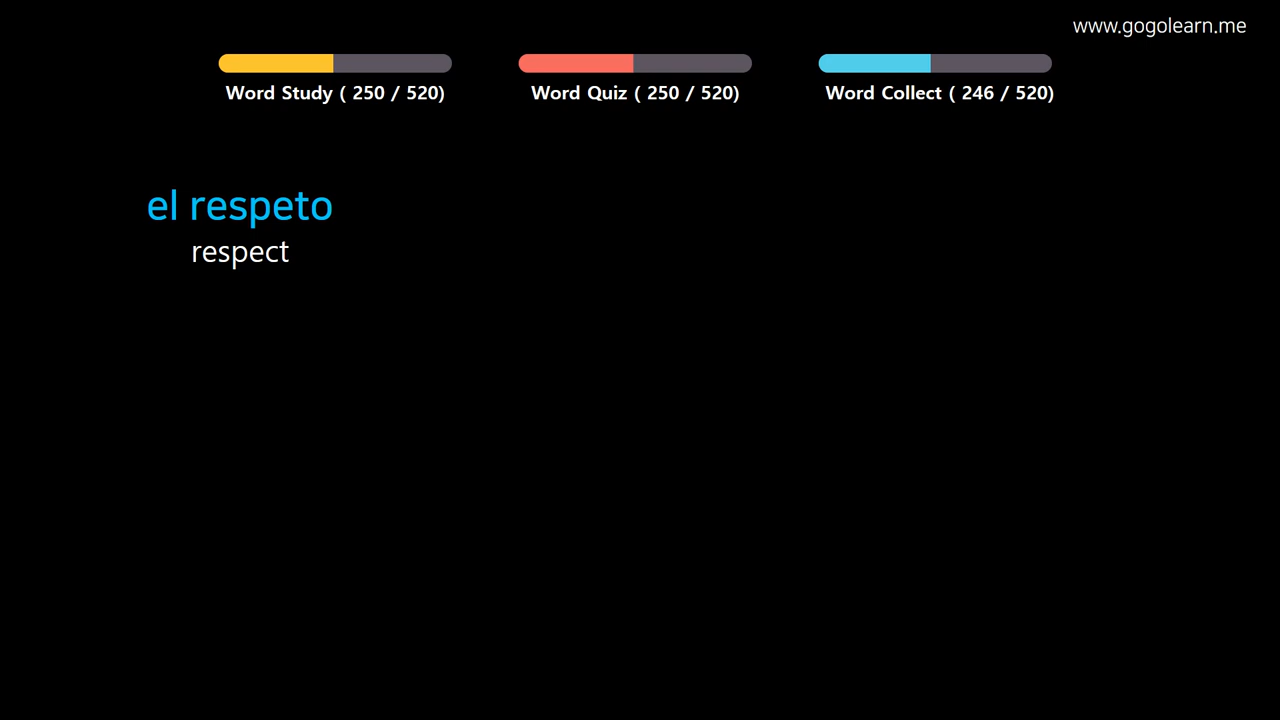 www.gogolearn.me
Word Study ( 250 / 520)
Word Quiz ( 250 / 520)
Word Collect ( 246 / 520)
el respeto
respect